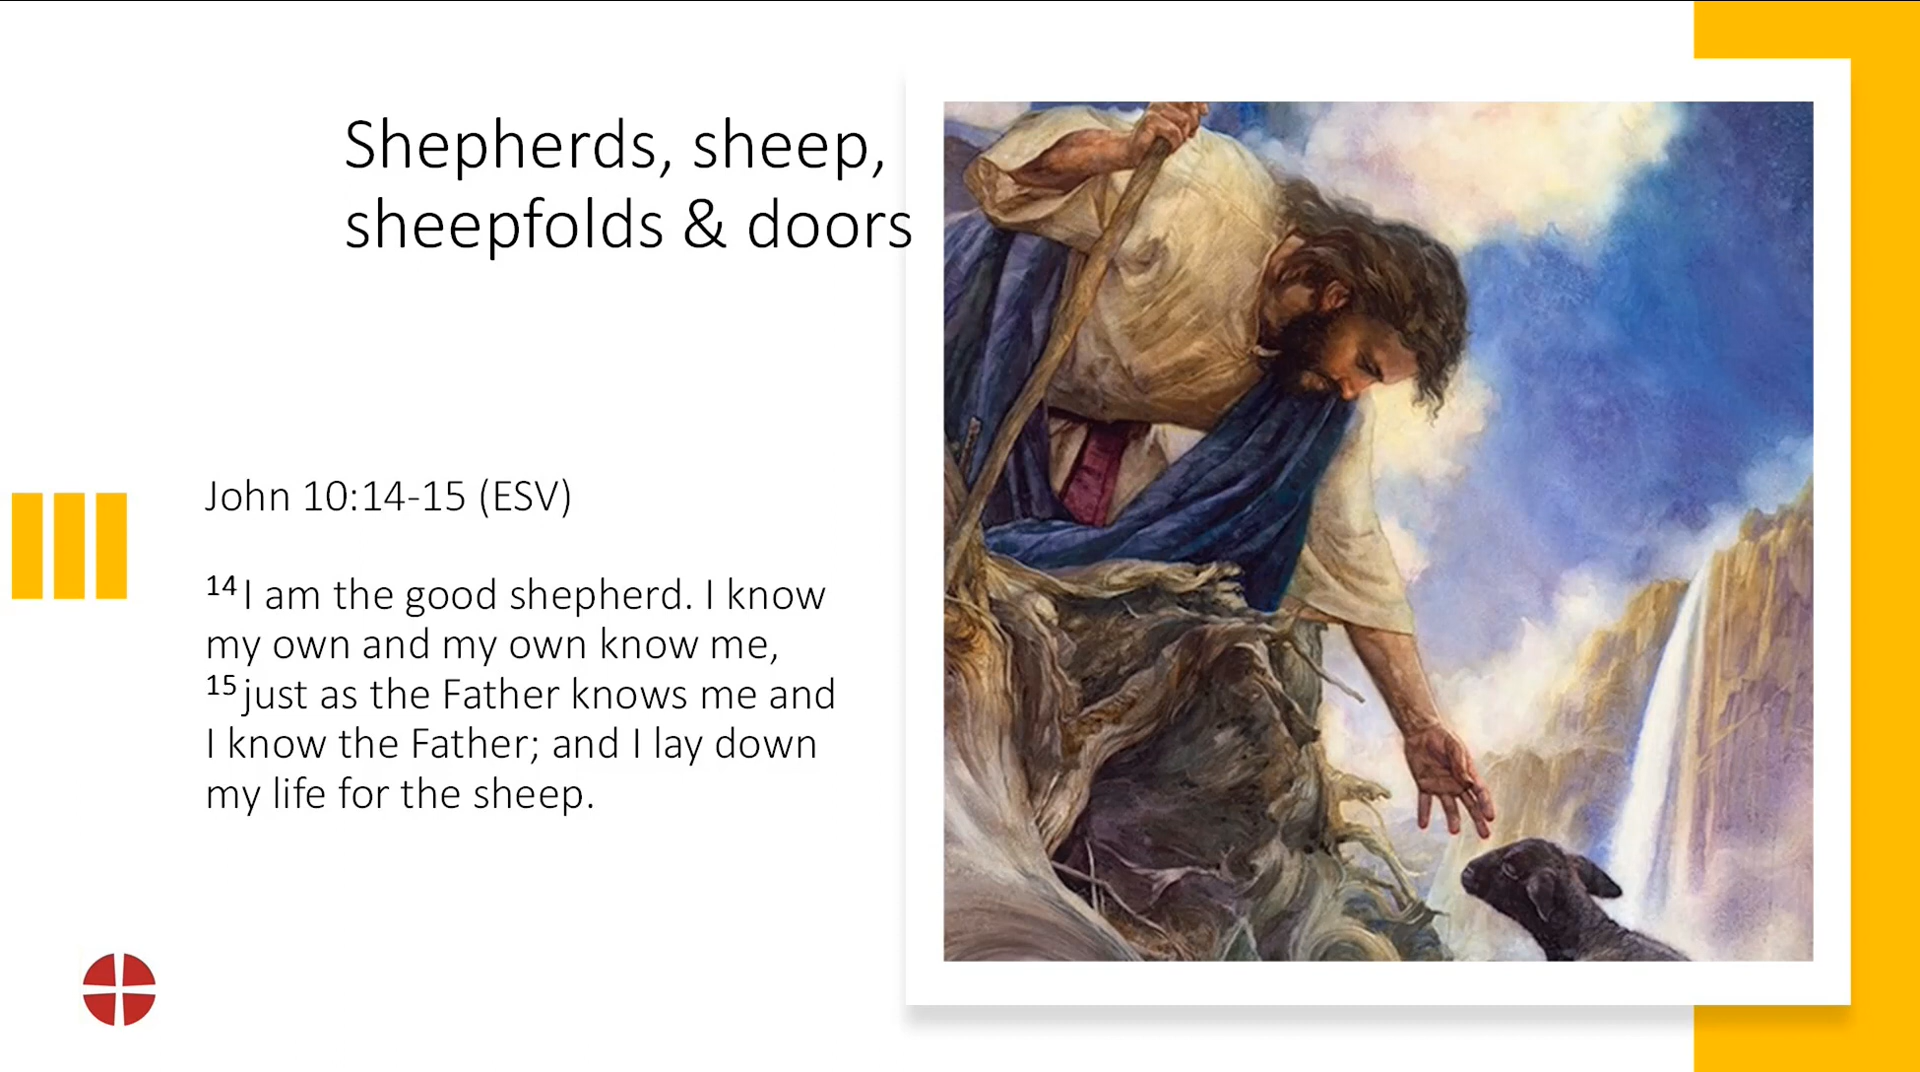 Shepherds, sheep,
sheepfolds & doors
John 10:14-15 (ESV)
14 I am the good shepherd. I know
my own and my own know me,
15 just as the Father knows me and
I know the Father; and I lay down
my life for the sheep.